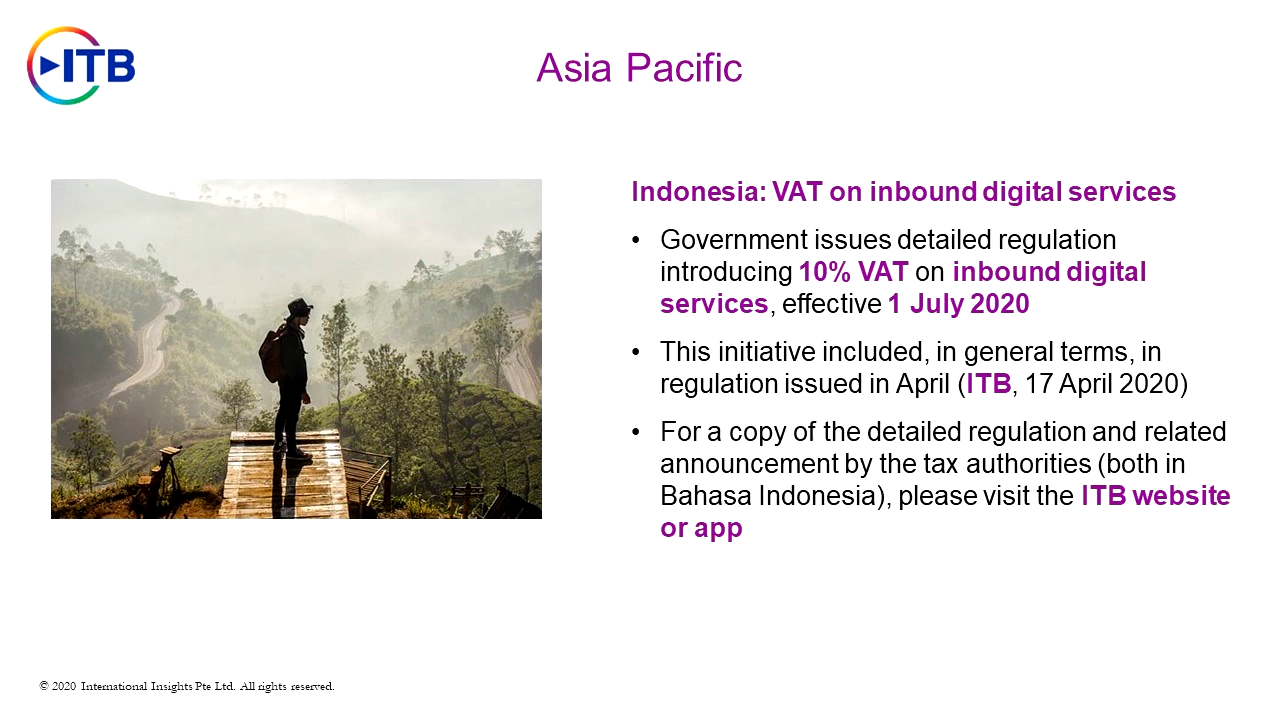 ITB
Asia Pacific
Indonesia: VAT on inbound digital services
• Government issues detailed regulation
introducing 10% VAT on inbound digital
services, effective 1 July 2020
• This initiative included, in general terms, in
regulation issued in April (ITB, 17 April 2020)
• For a copy of the detailed regulation and related
announcement by the tax authorities (both in
Bahasa Indonesia), please visit the ITB website
or app
© 2020 International Insights Pte Ltd. All rights reserved.